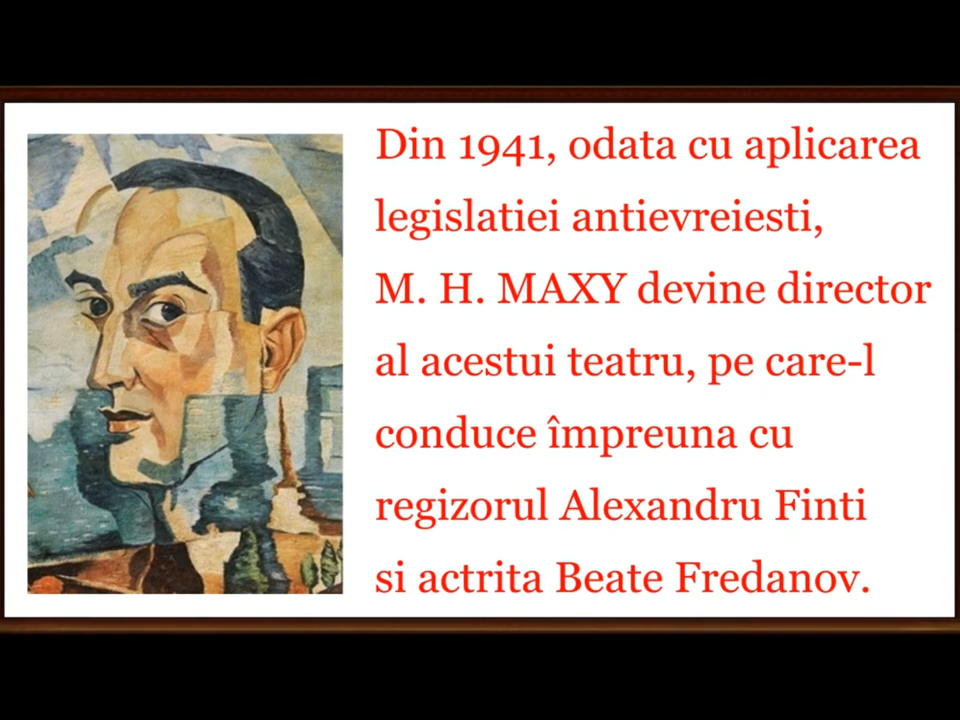 Din 1941, odata cu aplicarea
legislatiei antievreiesti,
M. H. MAXY devine director
al acestui teatru, pe care-l
conduce împreuna cu
regizorul Alexandru Finti
si actrita Beate Fredanov.